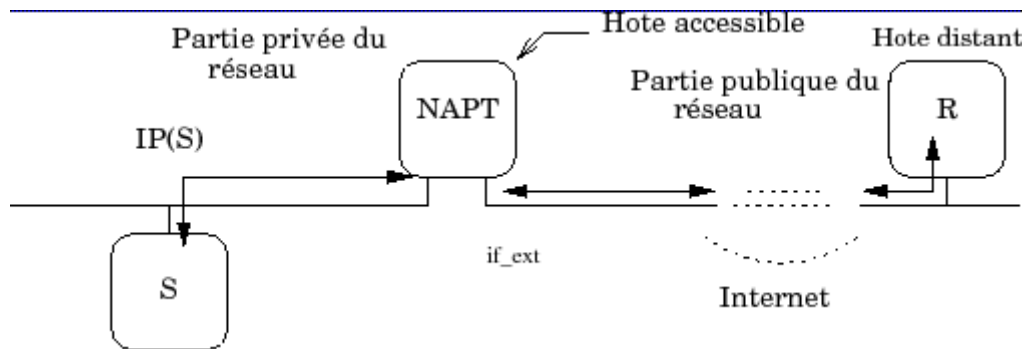 Hote accessible
Partie privée du
réseau
Hote distant
Partie publique du
réseau
NAPT
R
IP(S)
if_ext
S
Internet